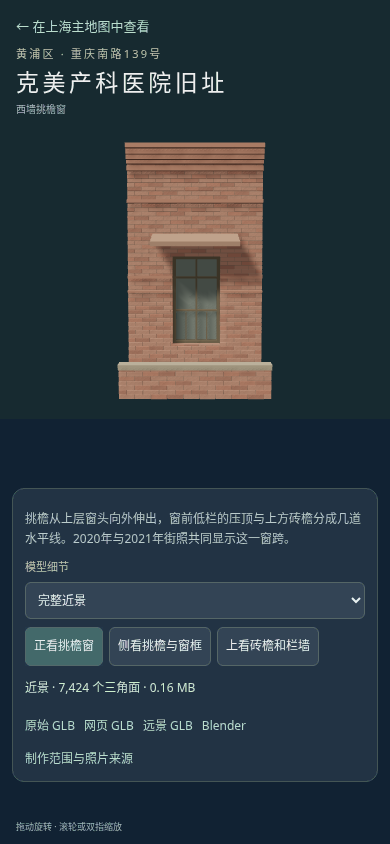 ← 在上海主地图中查看
黄浦区 · 重庆南路139号
克美产科医院旧址
西墙挑檐窗
挑檐从上层窗头向外伸出，窗前低栏的压顶与上方砖檐分成几道
水平线。2020年与2021年街照共同显示这一窗跨。
模型细节
完整近景
正看挑檐窗 侧看挑檐与窗框 上看砖檐和栏墙
近景 · 7,424 个三角面 · 0.16 MB
原始 GLB 网页 GLB 远景 GLB Blender
制作范围与照片来源
拖动旋转 · 滚轮或双指缩放